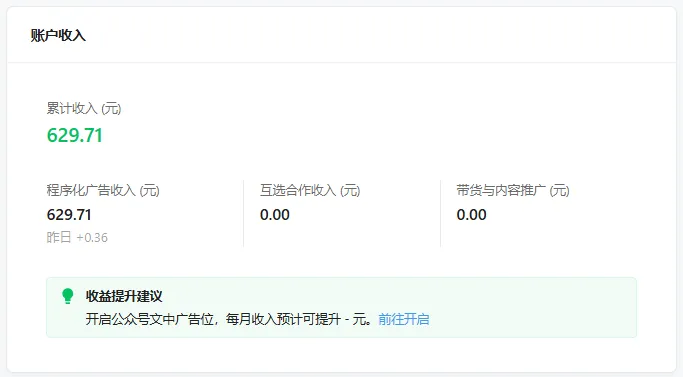 账户收入
累计收入 (元)
629.71
程序化广告收入 (元)
629.71
昨日 +0.36
互选合作收入 (元)
0.00
带货与内容推广 (元)
0.00
收益提升建议
开启公众号文中广告位，每月收入预计可提升 - 元。前往开启